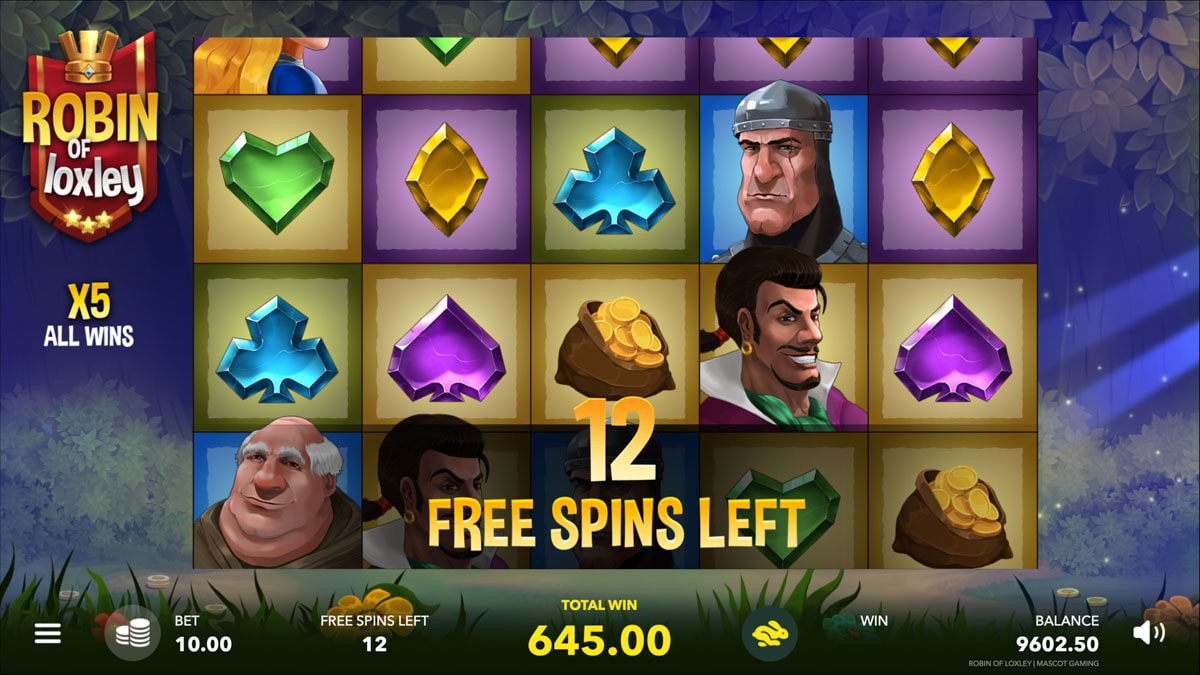 ROBIN
OF
loxley
X5
ALL WINS
12
FREE SPINS LEFT
BET
10.00
FREE SPINS LEFT
12
TOTAL WIN
645.00
WIN
BALANCE
9602.50
ROBIN OF LOXLEY | MASCOT GAMING